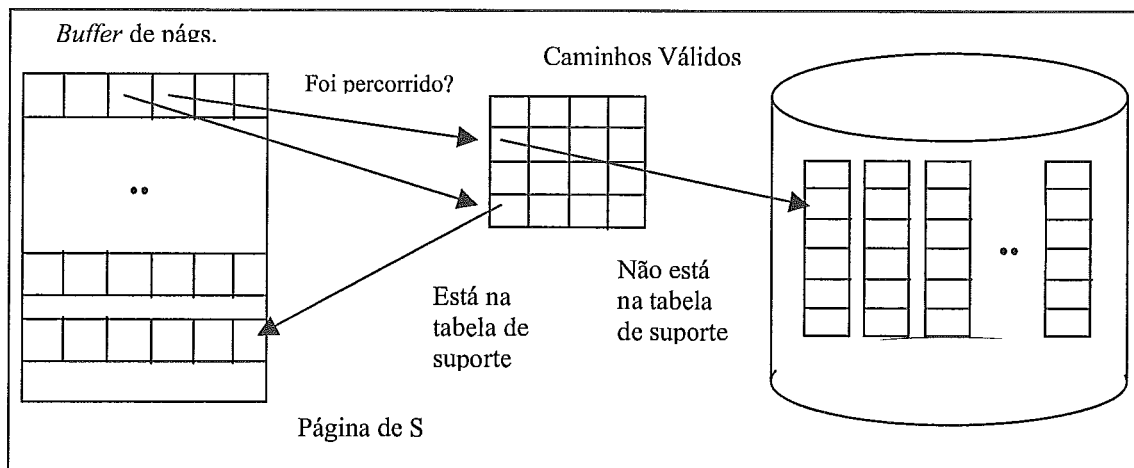 Buffer de págs.
Caminhos Válidos
Foi percorrido?
Está na
tabela de
suporte
Não está
na tabela
de suporte
Página de S